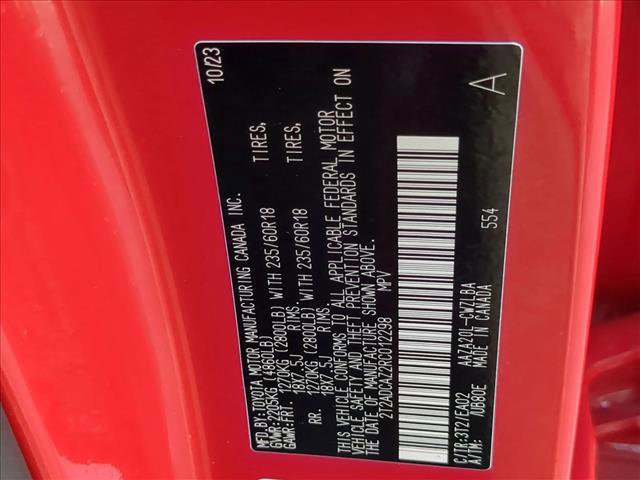 MFD.BY:TOYOTA MOTOR MANUFACTURING CANADA INC. 10/23
GVWR: 2205KG (4860LB)
GAWR:FRT. 1270KG (2800LB) WITH 235/60R18 TIRES,
18X7.5J RIMS.
RR. 1270KG (2800LB) WITH 235/60R18 TIRES,
18X7.5J RIMS.
THIS VEHICLE CONFORMS TO ALL APPLICABLE FEDERAL MOTOR
VEHICLE SAFETY AND THEFT PREVENTION STANDARDS IN EFFECT ON
THE DATE OF MANUFACTURE SHOWN ABOVE.
2T2ADCAZ2RC012298 MPV
554 A
C/TR:3T2/EA02 AAZA20L-CWZLBA
A/TM: /UB80E MADE IN CANADA